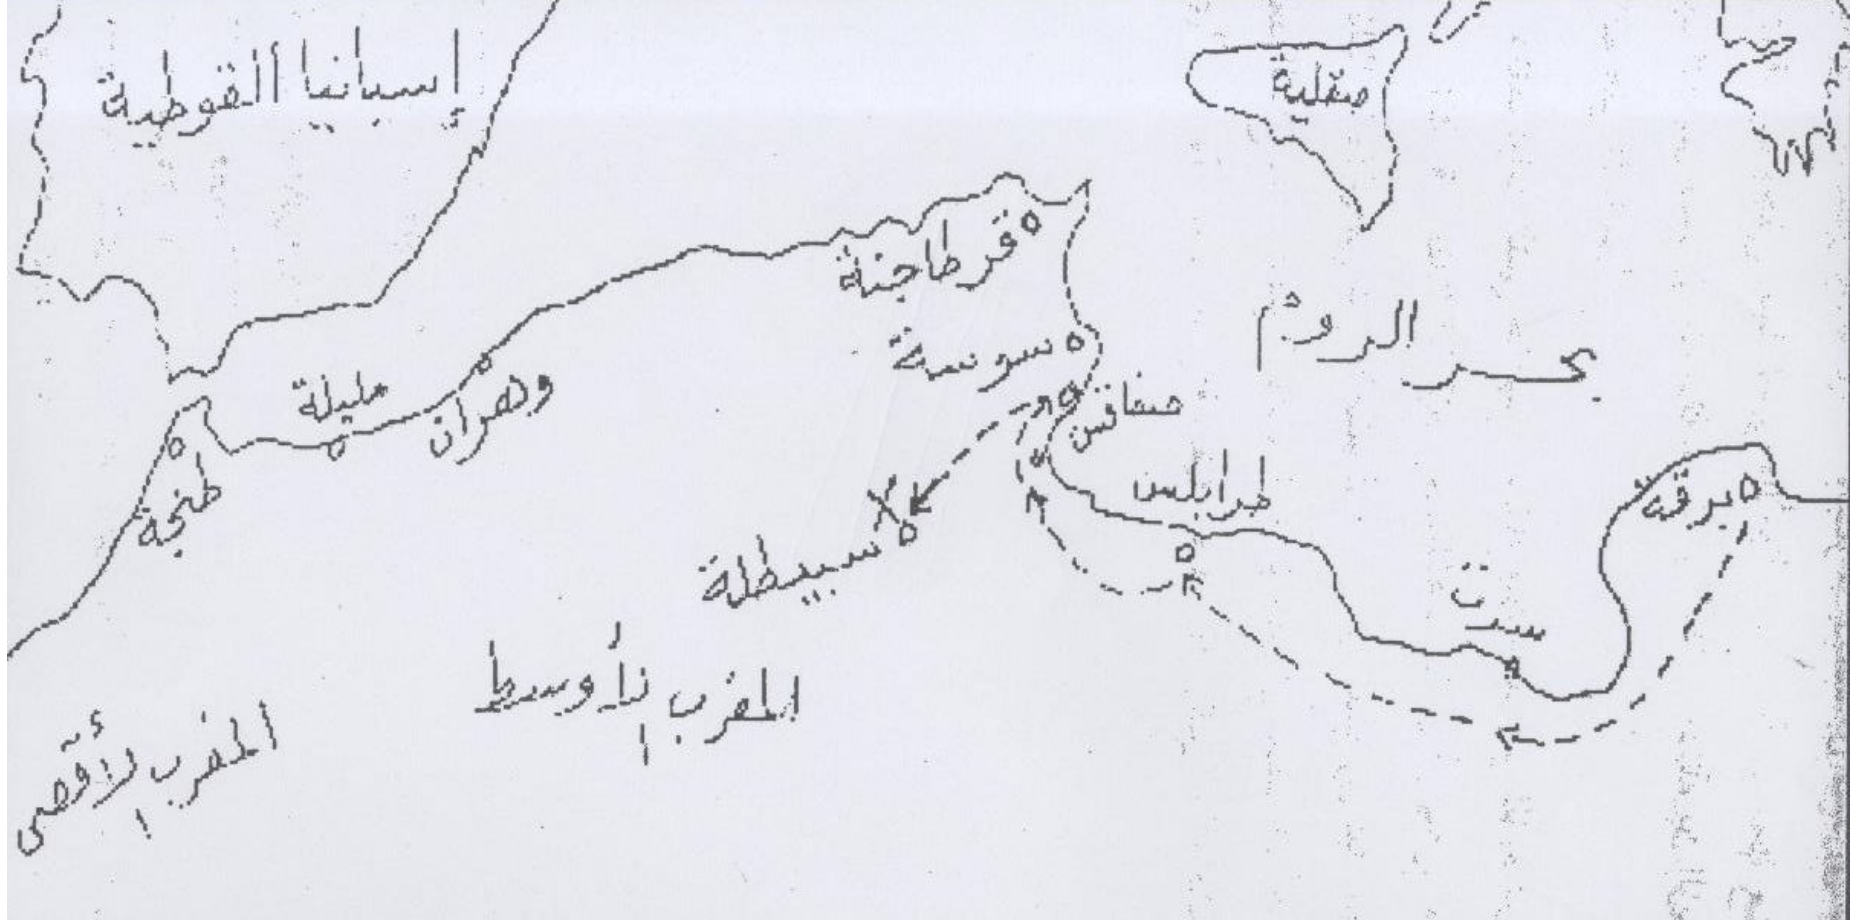 إسبانيا القوطية
صقلية
قرطاجنة
بحر الروم
سوسة
صفاقس
مليلة
وهران
طرابلس
برقة
طنجة
سبيطلة
سرت
المغرب الأوسط
المغرب الأقصى